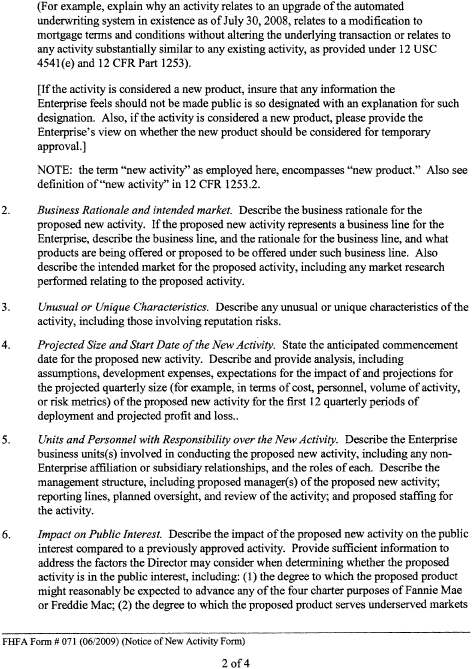 (For example, explain why an activity relates to an upgrade of the automated
underwriting system in existence as of July 30, 2008, relates to a modification to
mortgage terms and conditions without altering the underlying transaction or relates to
any activity substantially similar to any existing activity, as provided under 12 USC
4541(e) and 12 CFR Part 1253).
[If the activity is considered a new product, insure that any information the
Enterprise feels should not be made public is so designated with an explanation for such
designation. Also, if the activity is considered a new product, please provide the
Enterprise's view on whether the new product should be considered for temporary
approval.]
NOTE: the term "new activity" as employed here, encompasses "new product." Also see
definition of "new activity" in 12 CFR 1253.2.
2. Business Rationale and intended market. Describe the business rationale for the
proposed new activity. If the proposed new activity represents a business line for the
Enterprise, describe the business line, and the rationale for the business line, and what
products are being offered or proposed to be offered under such business line. Also
describe the intended market for the proposed activity, including any market research
performed relating to the proposed activity.
3. Unusual or Unique Characteristics. Describe any unusual or unique characteristics of the
activity, including those involving reputation risks.
4. Projected Size and Start Date of the New Activity. State the anticipated commencement
date for the proposed new activity. Describe and provide analysis, including
assumptions, development expenses, expectations for the impact of and projections for
the projected quarterly size (for example, in terms of cost, personnel, volume of activity,
or risk metrics) of the proposed new activity for the first 12 quarterly periods of
deployment and projected profit and loss..
5. Units and Personnel with Responsibility over the New Activity. Describe the Enterprise
business units(s) involved in conducting the proposed new activity, including any non-
Enterprise affiliation or subsidiary relationships, and the roles of each. Describe the
management structure, including proposed manager(s) of the proposed new activity;
reporting lines, planned oversight, and review of the activity; and proposed staffing for
the activity.
6. Impact on Public Interest. Describe the impact of the proposed new activity on the public
interest compared to a previously approved activity. Provide sufficient information to
address the factors the Director may consider when determining whether the proposed
activity is in the public interest, including: (1) the degree to which the proposed product
might reasonably be expected to advance any of the four charter purposes of Fannie Mae
or Freddie Mac; (2) the degree to which the proposed product serves underserved markets
FHFA Form # 071 (06/2009) (Notice of New Activity Form)
2 of 4